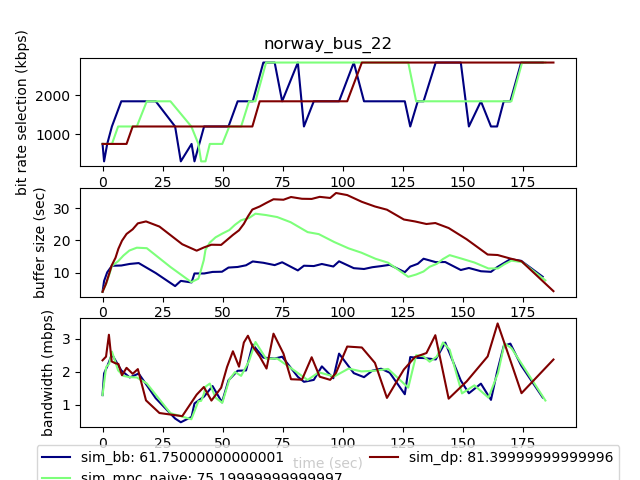 norway_bus_22
bit rate selection (kbps)
2000
1000
0 25 50 75 100 125 150 175
buffer size (sec)
30
20
10
0 25 50 75 100 125 150 175
bandwidth (mbps)
3
2
1
0 25 50 75 100 125 150 175
time (sec)
sim_bb: 61.75000000000001
sim_dp: 81.39999999999996
sim_mpc_naive: 75.19999999999997